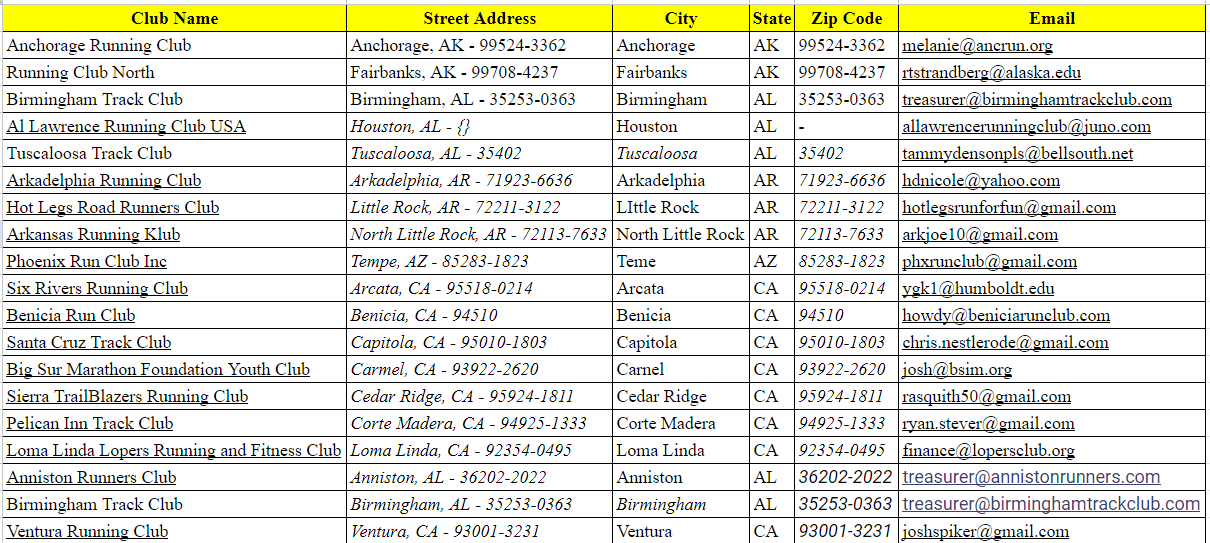 Club Name Street Address City State Zip Code Email
Anchorage Running Club Anchorage, AK - 99524-3362 Anchorage AK 99524-3362 melanie@ancrun.org
Running Club North Fairbanks, AK - 99708-4237 Fairbanks AK 99708-4237 rtstrandberg@alaska.edu
Birmingham Track Club Birmingham, AL - 35253-0363 Birmingham AL 35253-0363 treasurer@birminghamtrackclub.com
Al Lawrence Running Club USA Houston, AL - {} Houston AL - allawrencerunningclub@juno.com
Tuscaloosa Track Club Tuscaloosa, AL - 35402 Tuscaloosa AL 35402 tammydensonpls@bellsouth.net
Arkadelphia Running Club Arkadelphia, AR - 71923-6636 Arkadelphia AR 71923-6636 hdnicole@yahoo.com
Hot Legs Road Runners Club Little Rock, AR - 72211-3122 LIttle Rock AR 72211-3122 hotlegsrunforfun@gmail.com
Arkansas Running Klub North Little Rock, AR - 72113-7633 North Little Rock AR 72113-7633 arkjoe10@gmail.com
Phoenix Run Club Inc Tempe, AZ - 85283-1823 Teme AZ 85283-1823 phxrunclub@gmail.com
Six Rivers Running Club Arcata, CA - 95518-0214 Arcata CA 95518-0214 ygk1@humboldt.edu
Benicia Run Club Benicia, CA - 94510 Benicia CA 94510 howdy@beniciarunclub.com
Santa Cruz Track Club Capitola, CA - 95010-1803 Capitola CA 95010-1803 chris.nestlerode@gmail.com
Big Sur Marathon Foundation Youth Club Carmel, CA - 93922-2620 Carnel CA 93922-2620 josh@bsim.org
Sierra TrailBlazers Running Club Cedar Ridge, CA - 95924-1811 Cedar Ridge CA 95924-1811 rasquith50@gmail.com
Pelican Inn Track Club Corte Madera, CA - 94925-1333 Corte Madera CA 94925-1333 ryan.stever@gmail.com
Loma Linda Lopers Running and Fitness Club Loma Linda, CA - 92354-0495 Loma Linda CA 92354-0495 finance@lopersclub.org
Anniston Runners Club Anniston, AL - 36202-2022 Anniston AL 36202-2022 treasurer@annistonrunners.com
Birmingham Track Club Birmingham, AL - 35253-0363 Birmingham AL 35253-0363 treasurer@birminghamtrackclub.com
Ventura Running Club Ventura, CA - 93001-3231 Ventura CA 93001-3231 joshspiker@gmail.com